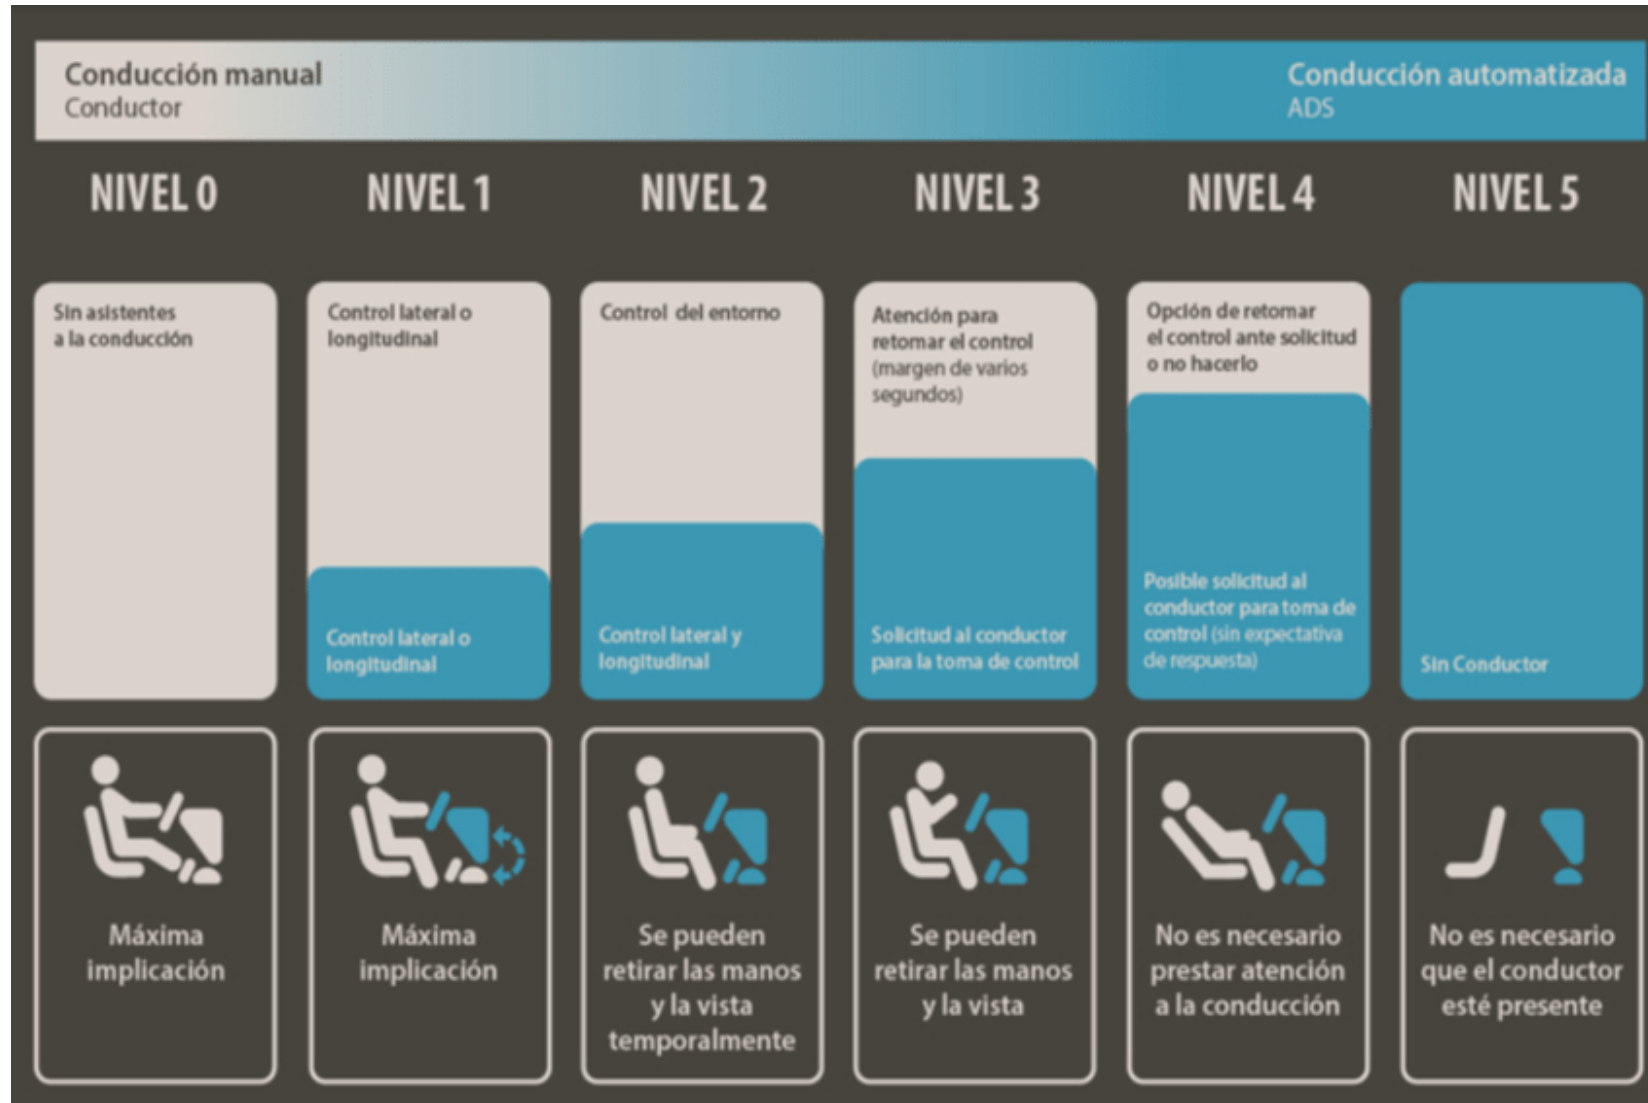 Conducción manual
Conductor
Conducción automatizada
ADS
NIVEL 0
NIVEL 1
NIVEL 2
NIVEL 3
NIVEL 4
NIVEL 5
Sin asistentes
a la conducción
Control lateral o
longitudinal
Control del entorno
Atención para
retomar el control
(margen de varios
segundos)
Opción de retomar
el control ante solicitud
o no hacerlo
Control lateral o
longitudinal
Control lateral y
longitudinal
Solicitud al conductor
para la toma de control
Posible solicitud al
conductor para toma de
control (sin expectativa
de respuesta)
Sin Conductor
Máxima
implicación
Máxima
implicación
Se pueden
retirar las manos
y la vista
temporalmente
Se pueden
retirar las manos
y la vista
No es necesario
prestar atención
a la conducción
No es necesario
que el conductor
esté presente